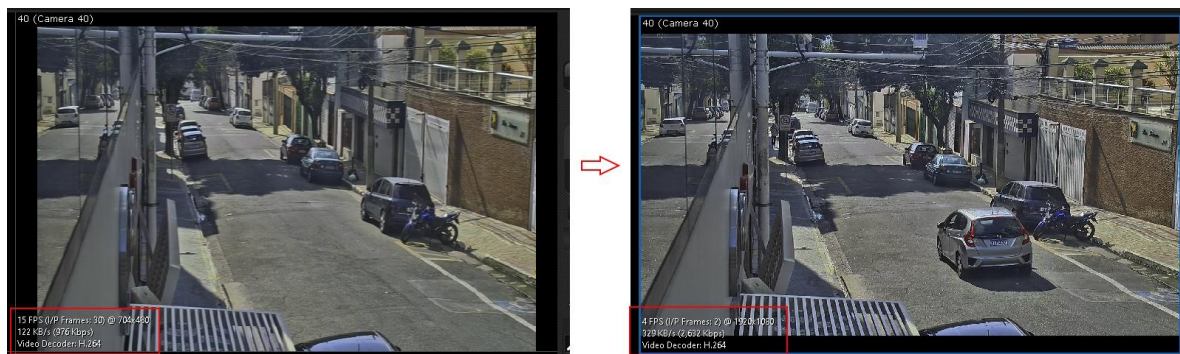 40 (Camera 40)
15 FPS (I/P Frames: 30) @ 704x480
122 KB/s (976 Kbps)
Video Decoder: H.264
40 (Camera 40)
4 FPS (I/P Frames: 2) @ 1920x1080
329 KB/s (2,632 Kbps)
Video Decoder: H.264